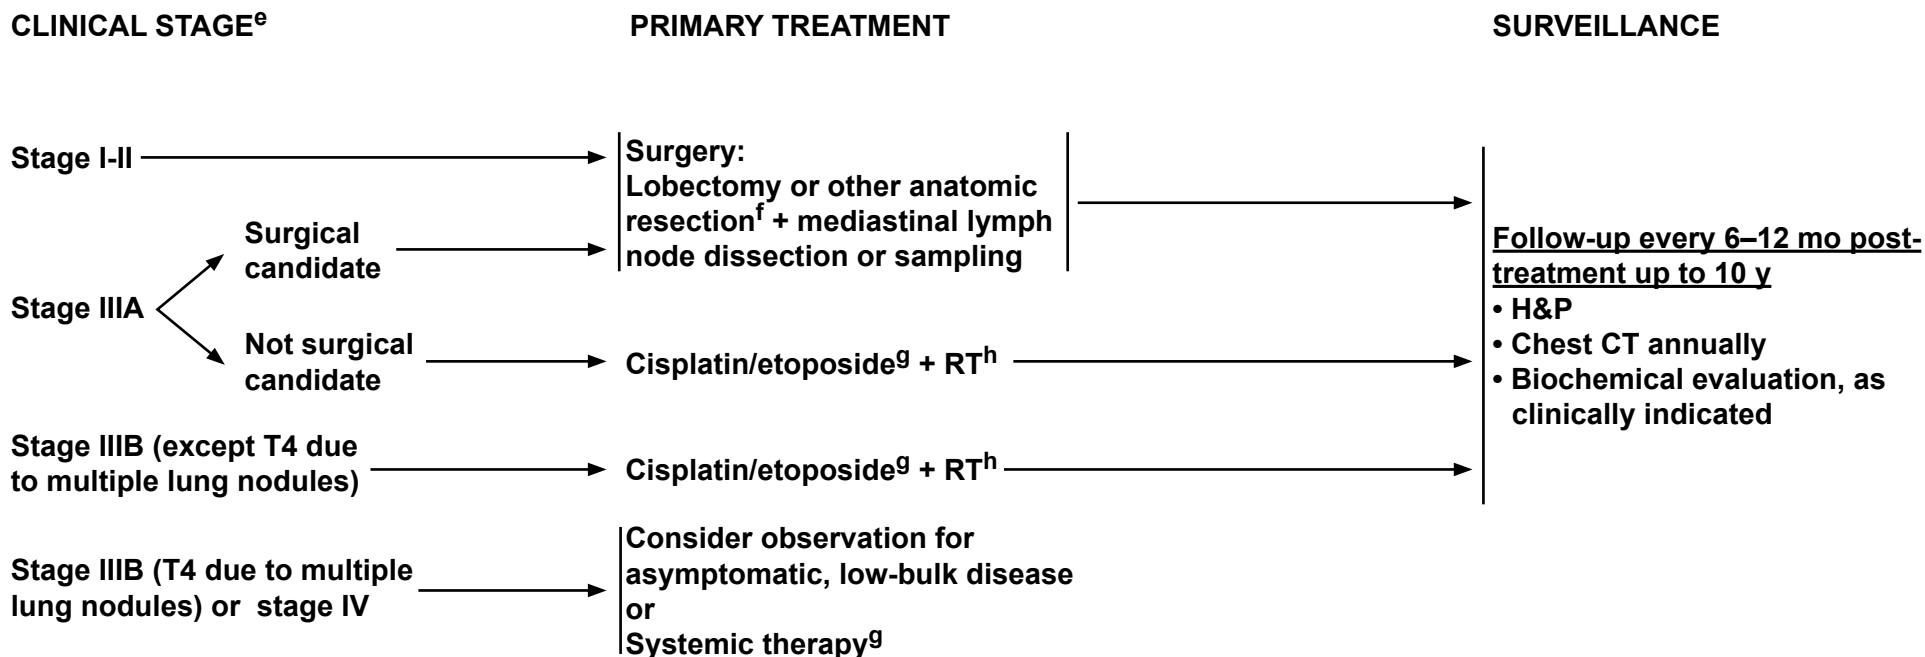 CLINICAL STAGEᵉ
PRIMARY TREATMENT
SURVEILLANCE
Stage I-II
Surgery:
Lobectomy or other anatomic
resectionᶠ + mediastinal lymph
node dissection or sampling
Stage IIIA
Surgical
candidate
Not surgical
candidate
Cisplatin/etoposideᵍ + RTʰ
Stage IIIB (except T4 due
to multiple lung nodules)
Cisplatin/etoposideᵍ + RTʰ
Stage IIIB (T4 due to multiple
lung nodules) or stage IV
Consider observation for
asymptomatic, low-bulk disease
or
Systemic therapyᵍ
Follow-up every 6–12 mo post-
treatment up to 10 y
• H&P
• Chest CT annually
• Biochemical evaluation, as
clinically indicated